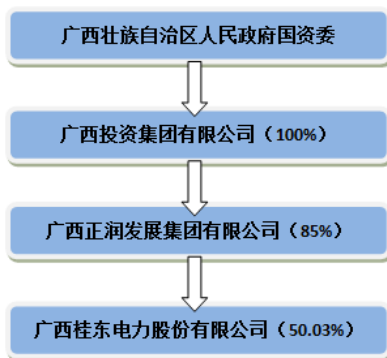 广西壮族自治区人民政府国资委
广西投资集团有限公司（100%）
广西正润发展集团有限公司（85%）
广西桂东电力股份有限公司（50.03%）